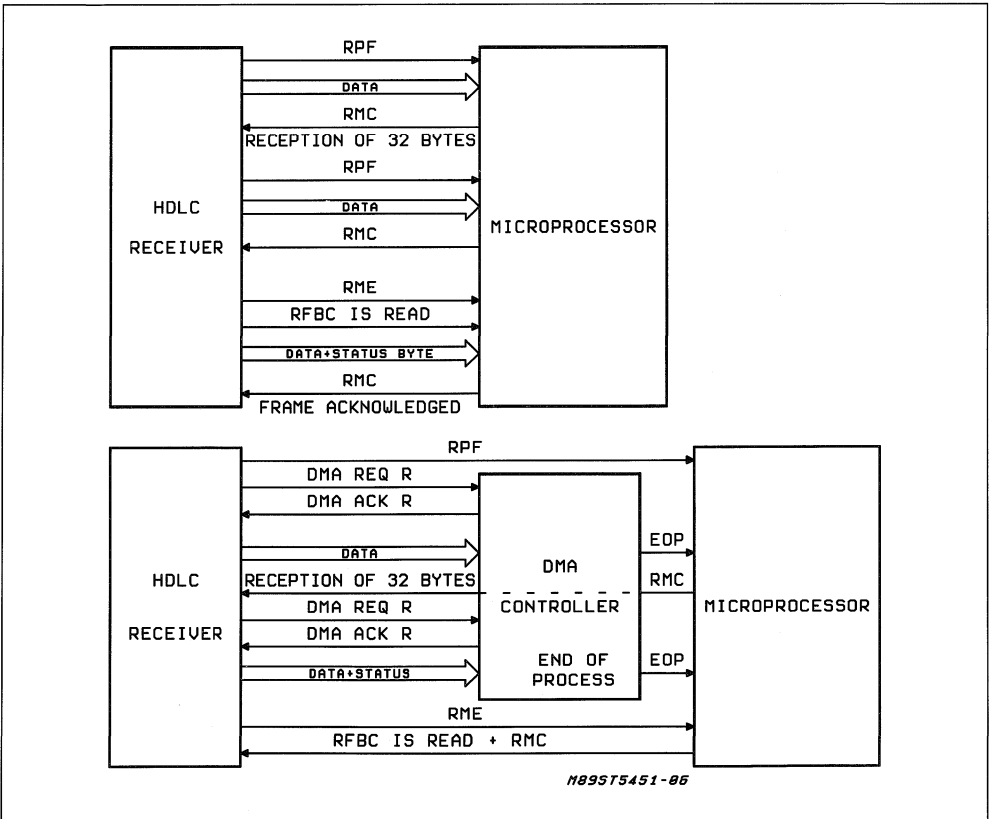 RPF
DATA
RMC
RECEPTION OF 32 BYTES
RPF
HDLC
DATA
MICROPROCESSOR
RMC
RECEIVER
RME
RFBC IS READ
DATA+STATUS BYTE
RMC
FRAME ACKNOWLEDGED
RPF
DMA REQ R
DMA ACK R
EOP
DATA
DMA
HDLC
RECEPTION OF 32 BYTES
RMC
CONTROLLER
MICROPROCESSOR
DMA REQ R
RECEIVER
DMA ACK R
END OF
PROCESS
EOP
DATA+STATUS
RME
RFBC IS READ + RMC
M89ST5451-06